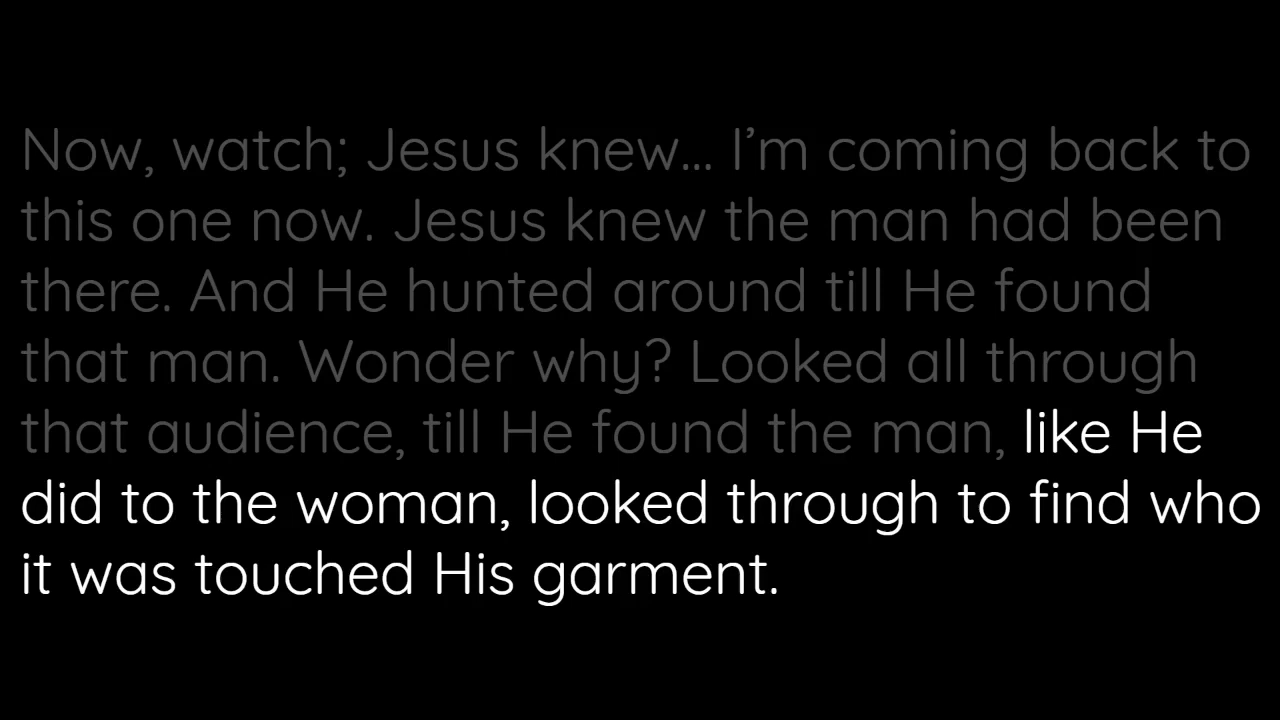 Now, watch; Jesus knew... I’m coming back to
this one now. Jesus knew the man had been
there. And He hunted around till He found
that man. Wonder why? Looked all through
that audience, till He found the man, like He
did to the woman, looked through to find who
it was touched His garment.